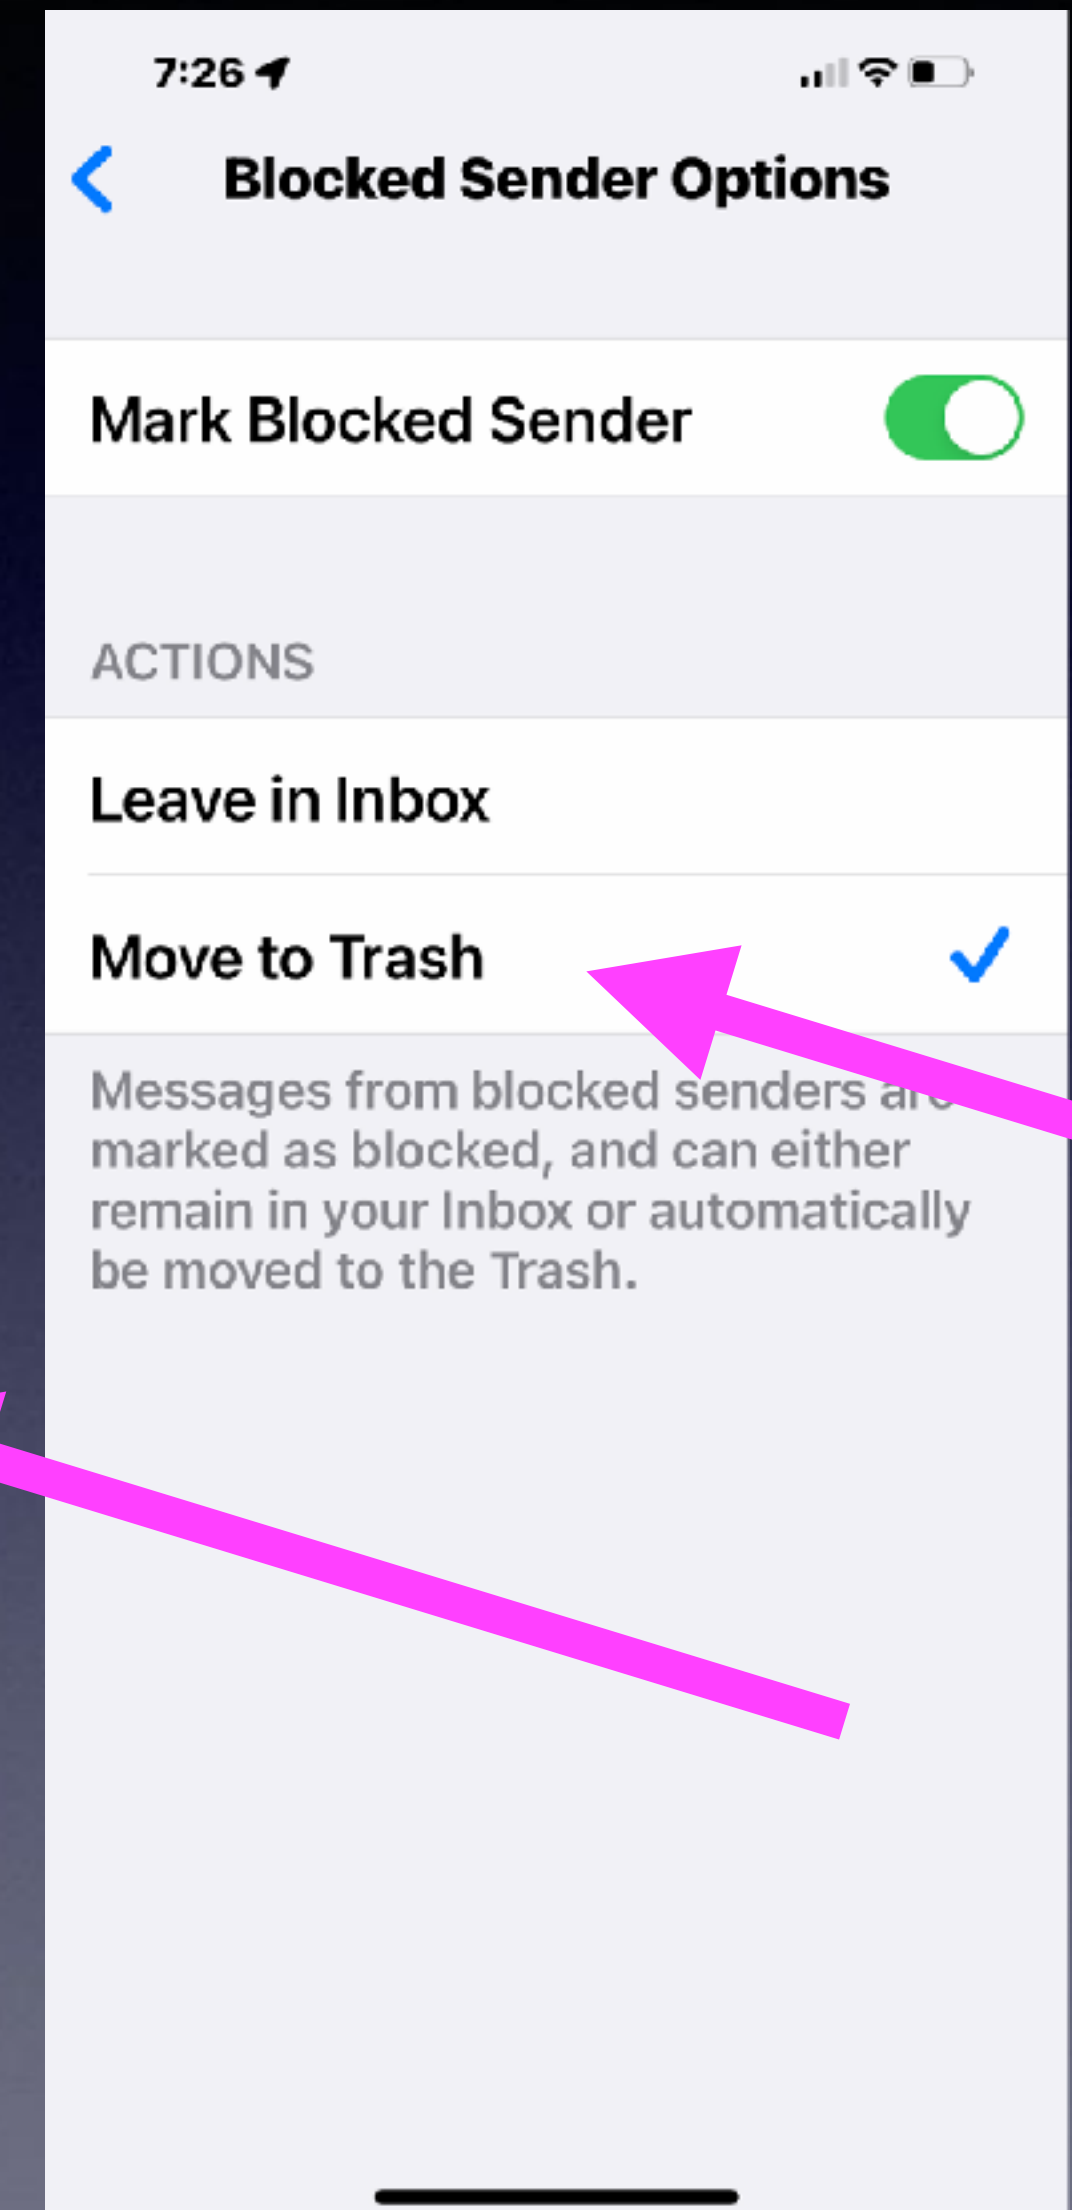 7:26
Blocked Sender Options
Mark Blocked Sender
ACTIONS
Leave in Inbox
Move to Trash
Messages from blocked senders are
marked as blocked, and can either
remain in your Inbox or automatically
be moved to the Trash.